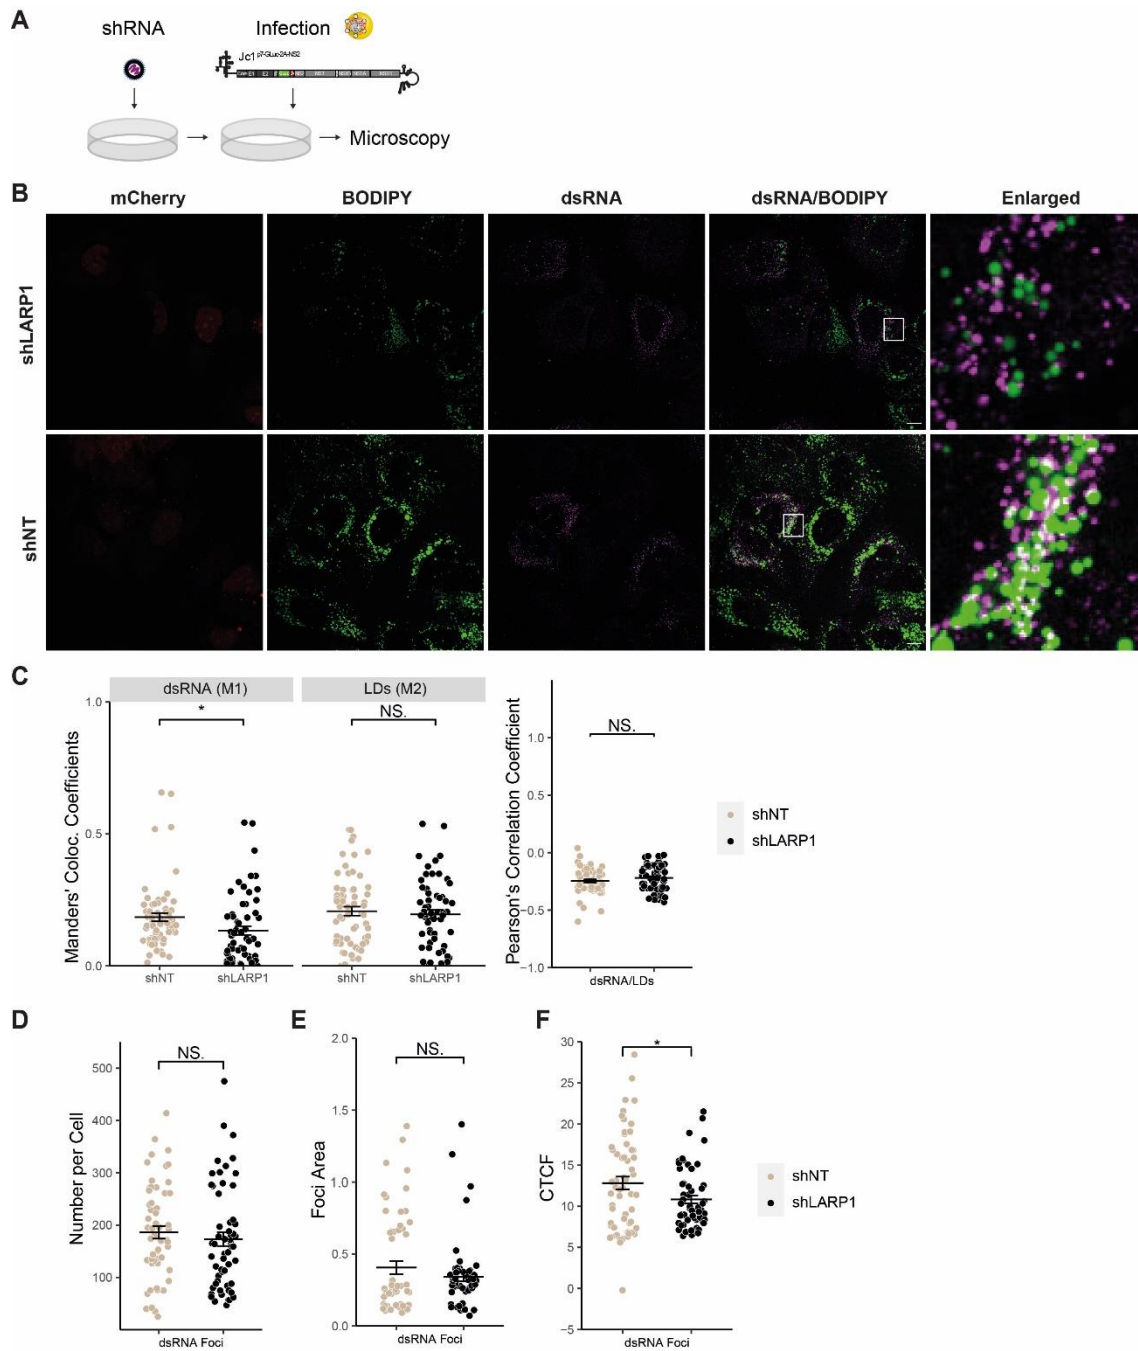 A
shRNA
Infection
Jc1 p7-GLuc-2A-NS2
Microscopy
B
mCherry
BODIPY
dsRNA
dsRNA/BODIPY
Enlarged
shLARP1
shNT
C
dsRNA (M1)
LDs (M2)
Manders' Coloc. Coefficients
1.0
0.5
0.0
*
NS.
shNT
shLARP1
shNT
shLARP1
Pearson's Correlation Coefficient
1.0
0.5
0.0
−0.5
−1.0
NS.
dsRNA/LDs
shNT
shLARP1
D
Number per Cell
500
400
300
200
100
NS.
dsRNA Foci
E
Foci Area
2.0
1.5
1.0
0.5
0.0
NS.
dsRNA Foci
F
CTCF
30
25
20
15
10
5
0
−5
*
dsRNA Foci
shNT
shLARP1